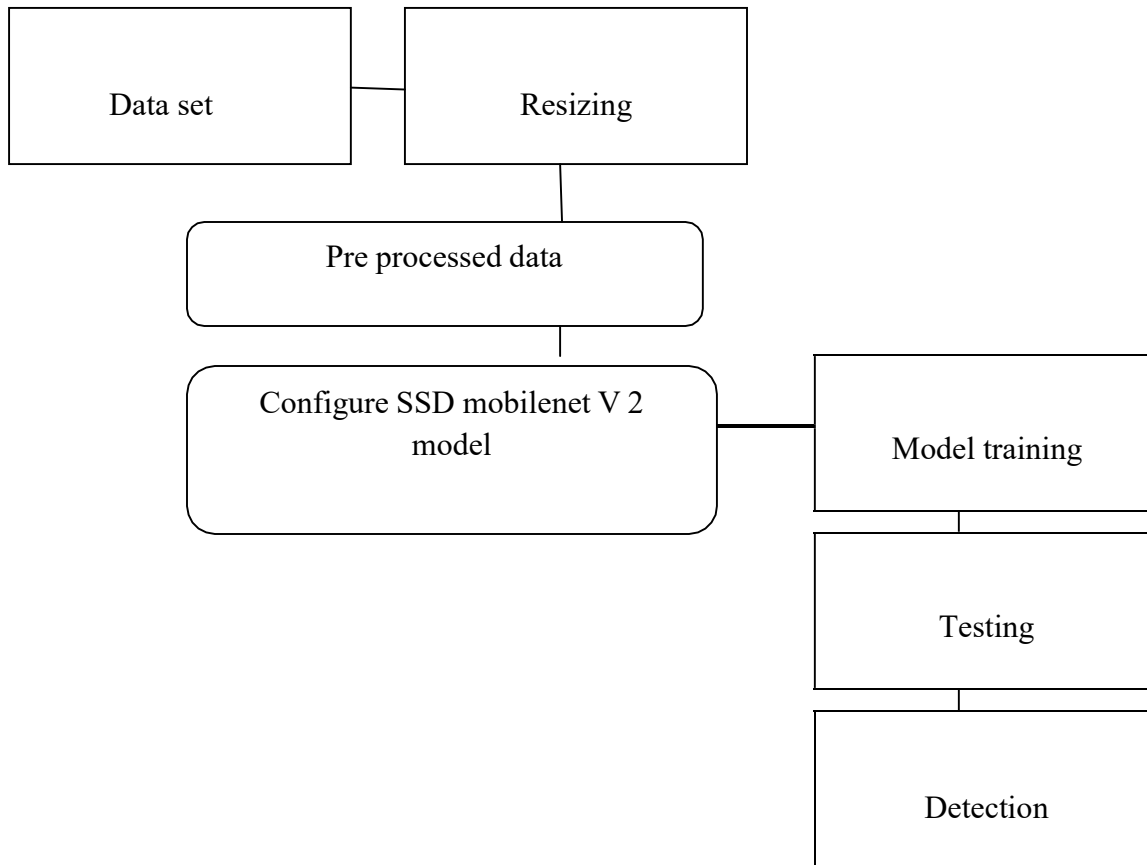 Data set
Resizing
Pre processed data
Configure SSD mobilenet V 2
model
Model training
Testing
Detection